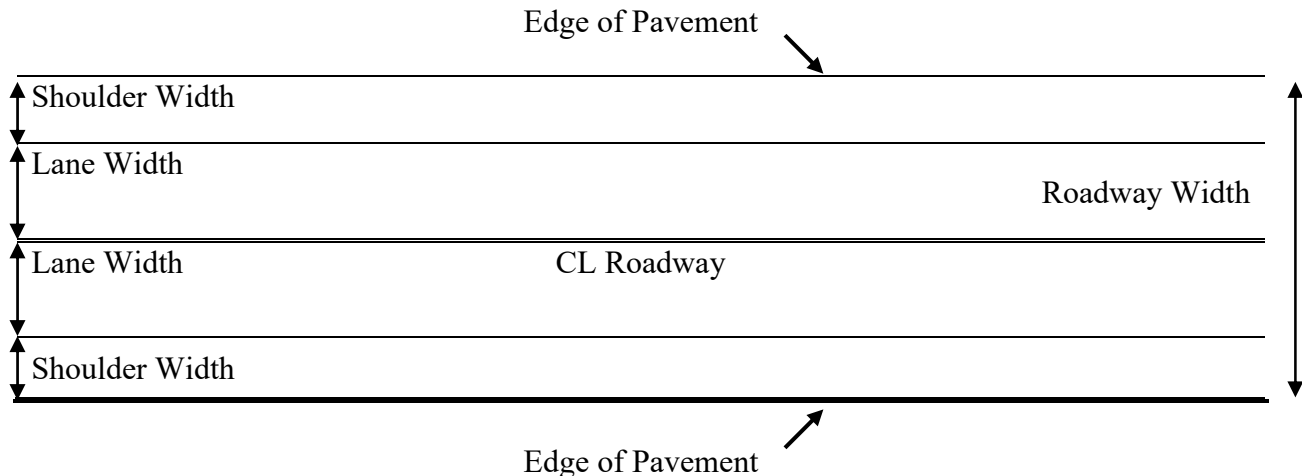 Edge of Pavement
Shoulder Width
Lane Width
Roadway Width
Lane Width
CL Roadway
Shoulder Width
Edge of Pavement